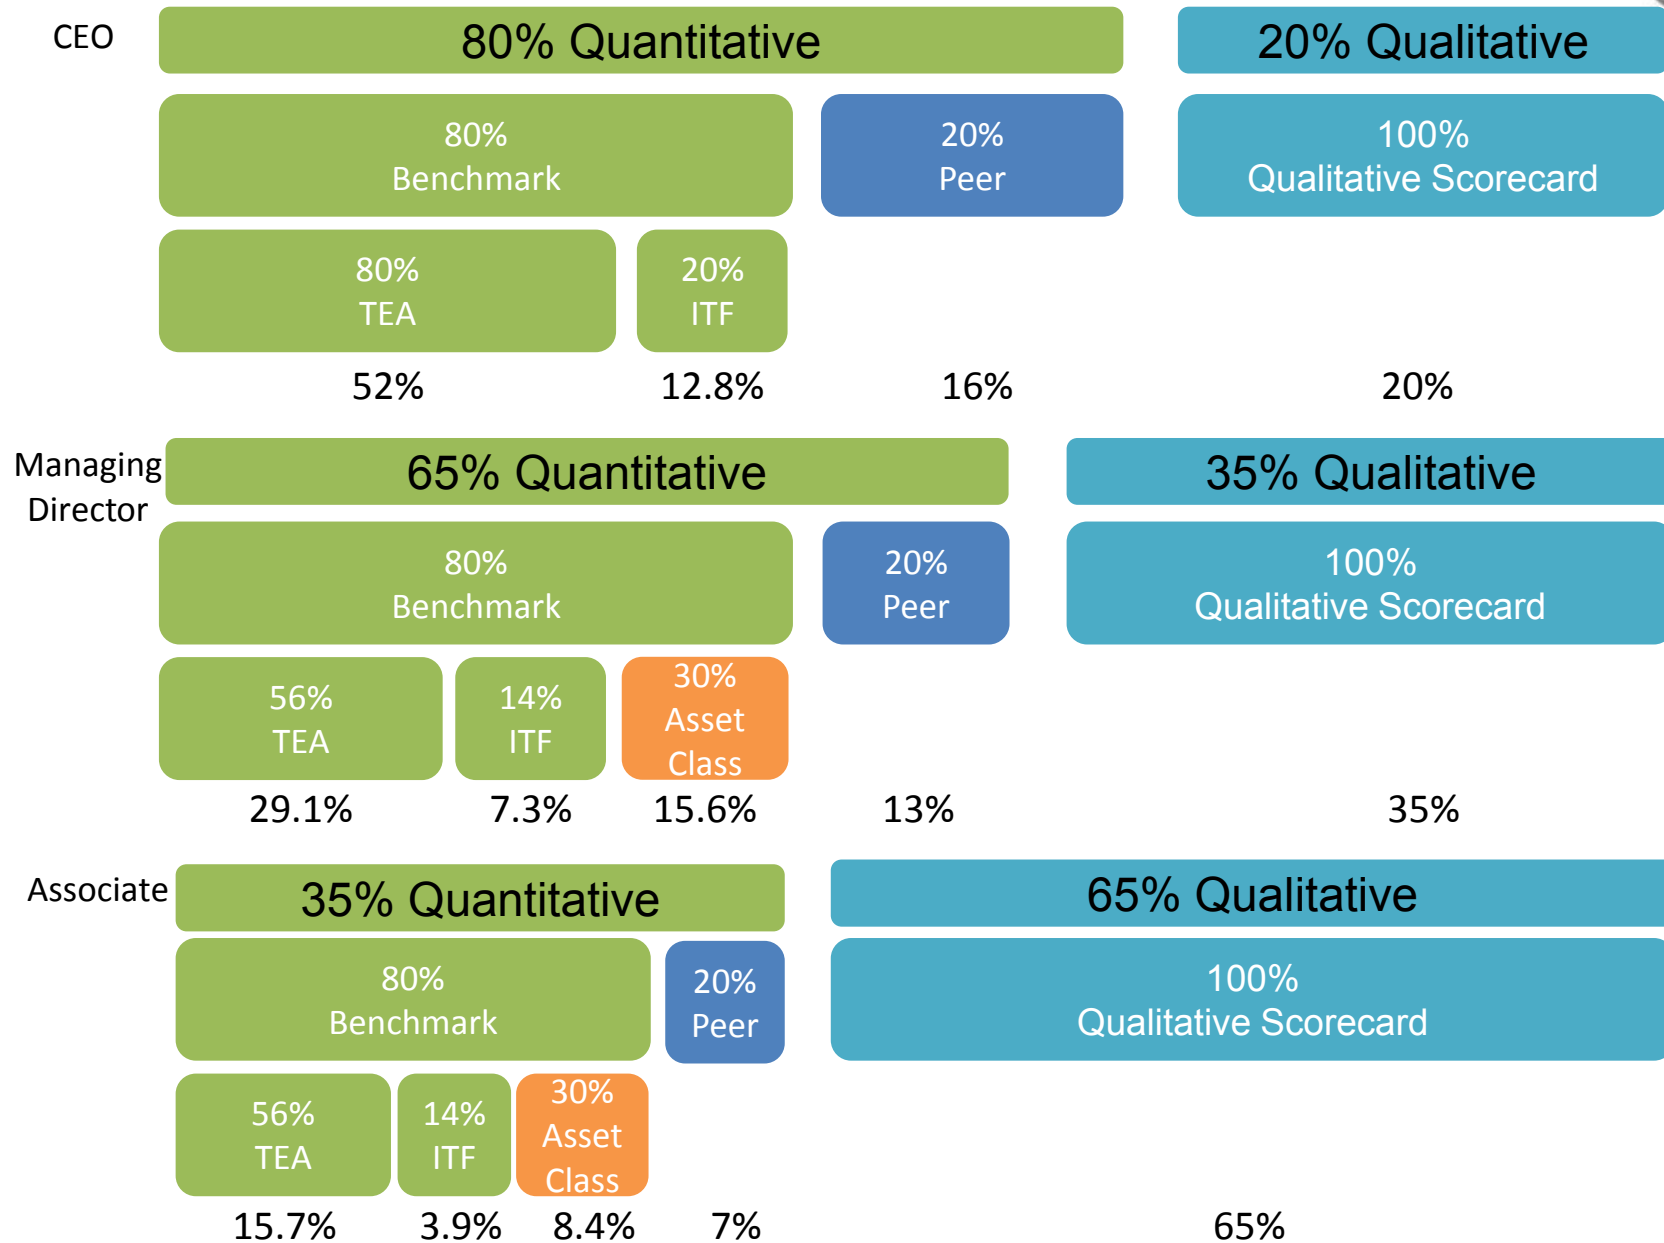 CEO
80% Quantitative
20% Qualitative
80%
Benchmark
20%
Peer
100%
Qualitative Scorecard
80%
TEA
20%
ITF
52%
12.8%
16%
20%
Managing
Director
65% Quantitative
35% Qualitative
80%
Benchmark
20%
Peer
100%
Qualitative Scorecard
56%
TEA
14%
ITF
30%
Asset
Class
29.1%
7.3%
15.6%
13%
35%
Associate
35% Quantitative
65% Qualitative
80%
Benchmark
20%
Peer
100%
Qualitative Scorecard
56%
TEA
14%
ITF
30%
Asset
Class
15.7%
3.9%
8.4%
7%
65%